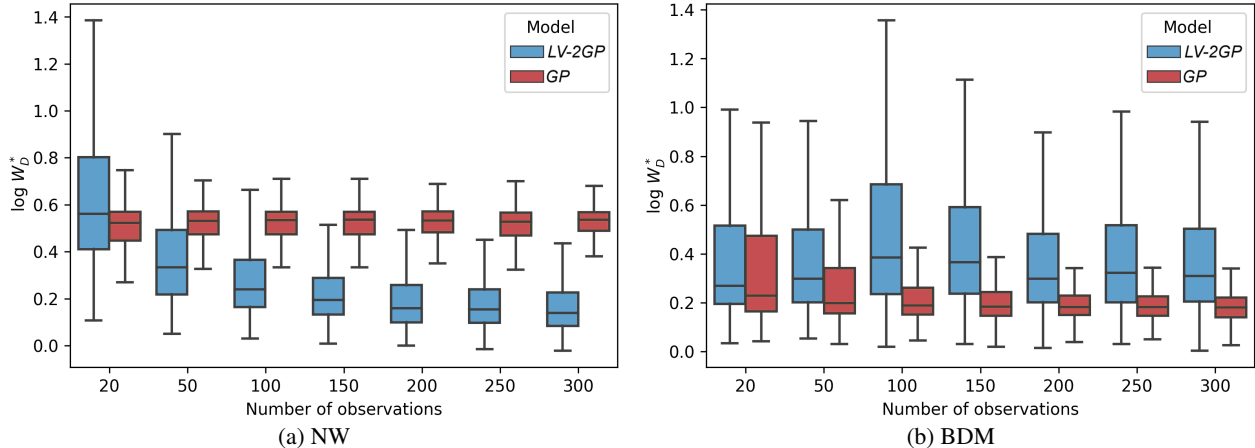 1.4
1.2
1.0
0.8
0.6
0.4
0.2
0.0
log W*D
Model
LV-2GP
GP
20 50 100 150 200 250 300
Number of observations
(a) NW
1.4
1.2
1.0
0.8
0.6
0.4
0.2
0.0
log W*D
Model
LV-2GP
GP
20 50 100 150 200 250 300
Number of observations
(b) BDM